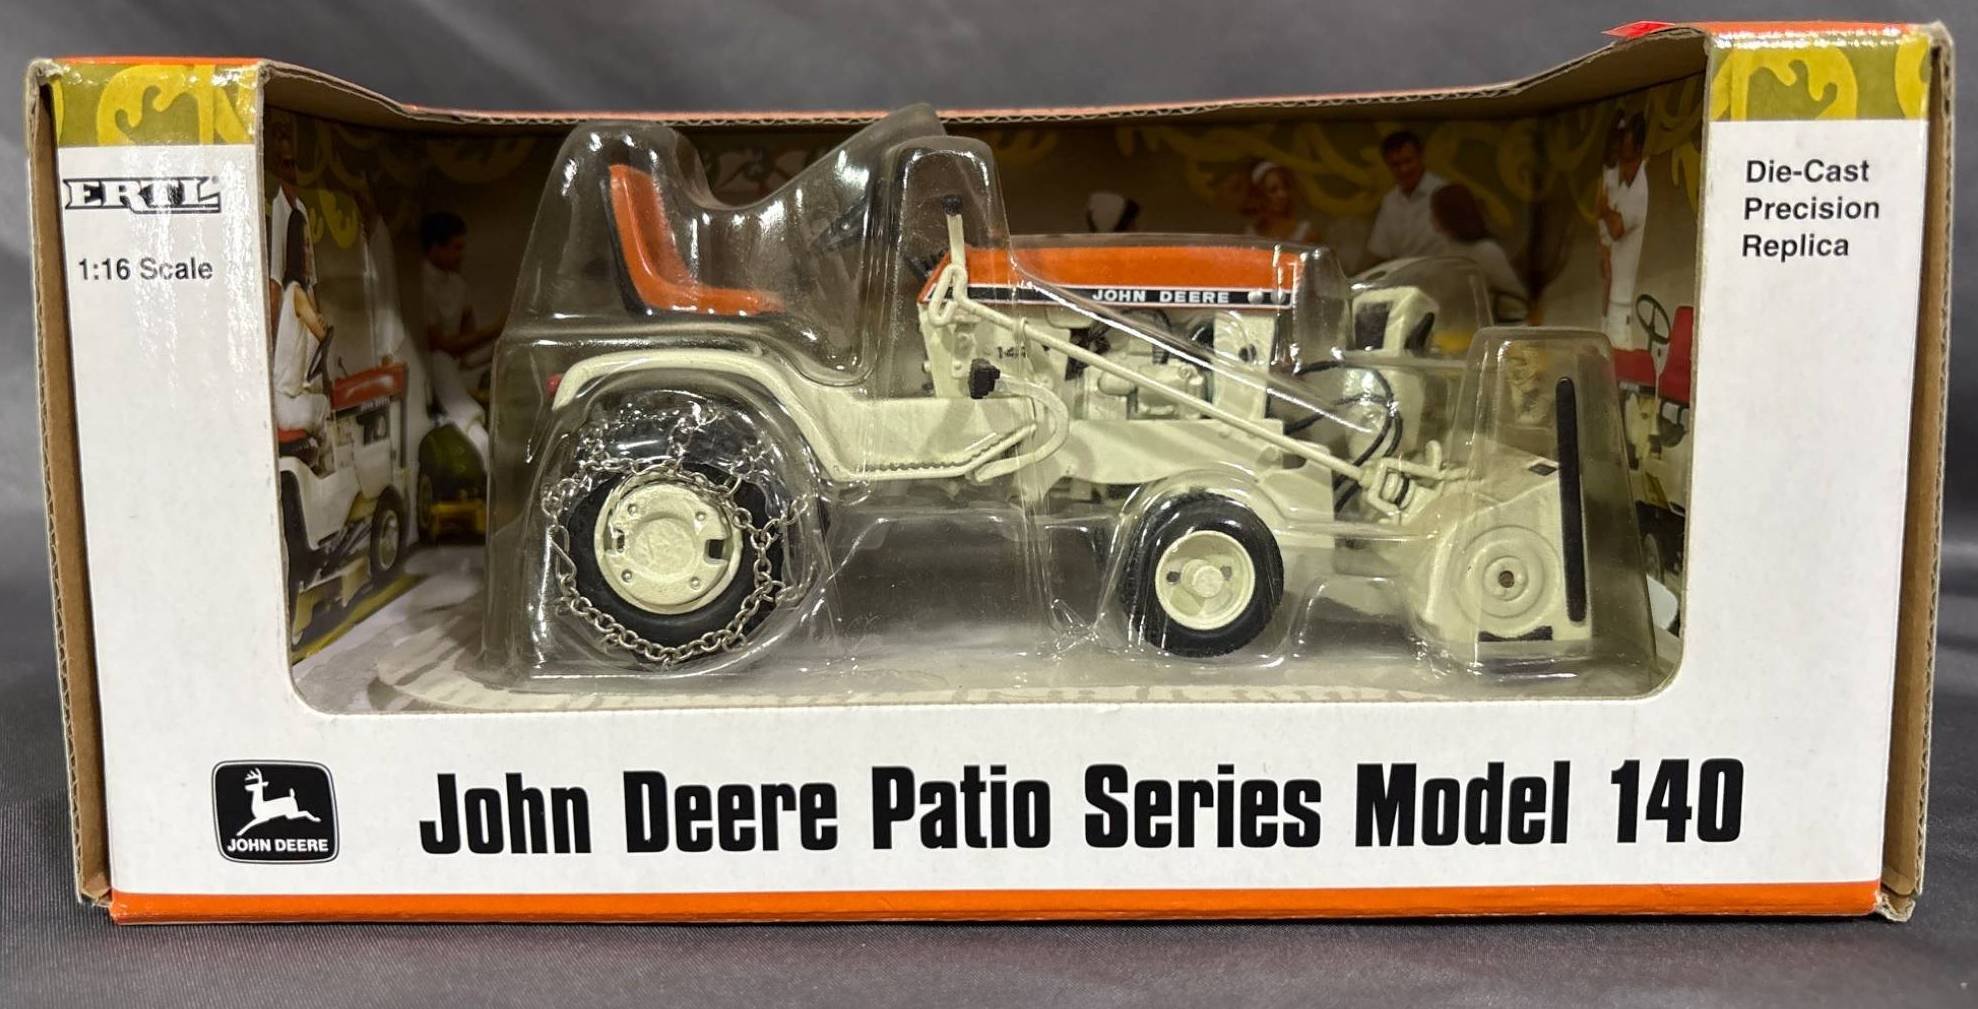 ERTL
1:16 Scale
Die-Cast
Precision
Replica
JOHN DEERE
JOHN DEERE
John Deere Patio Series Model 140